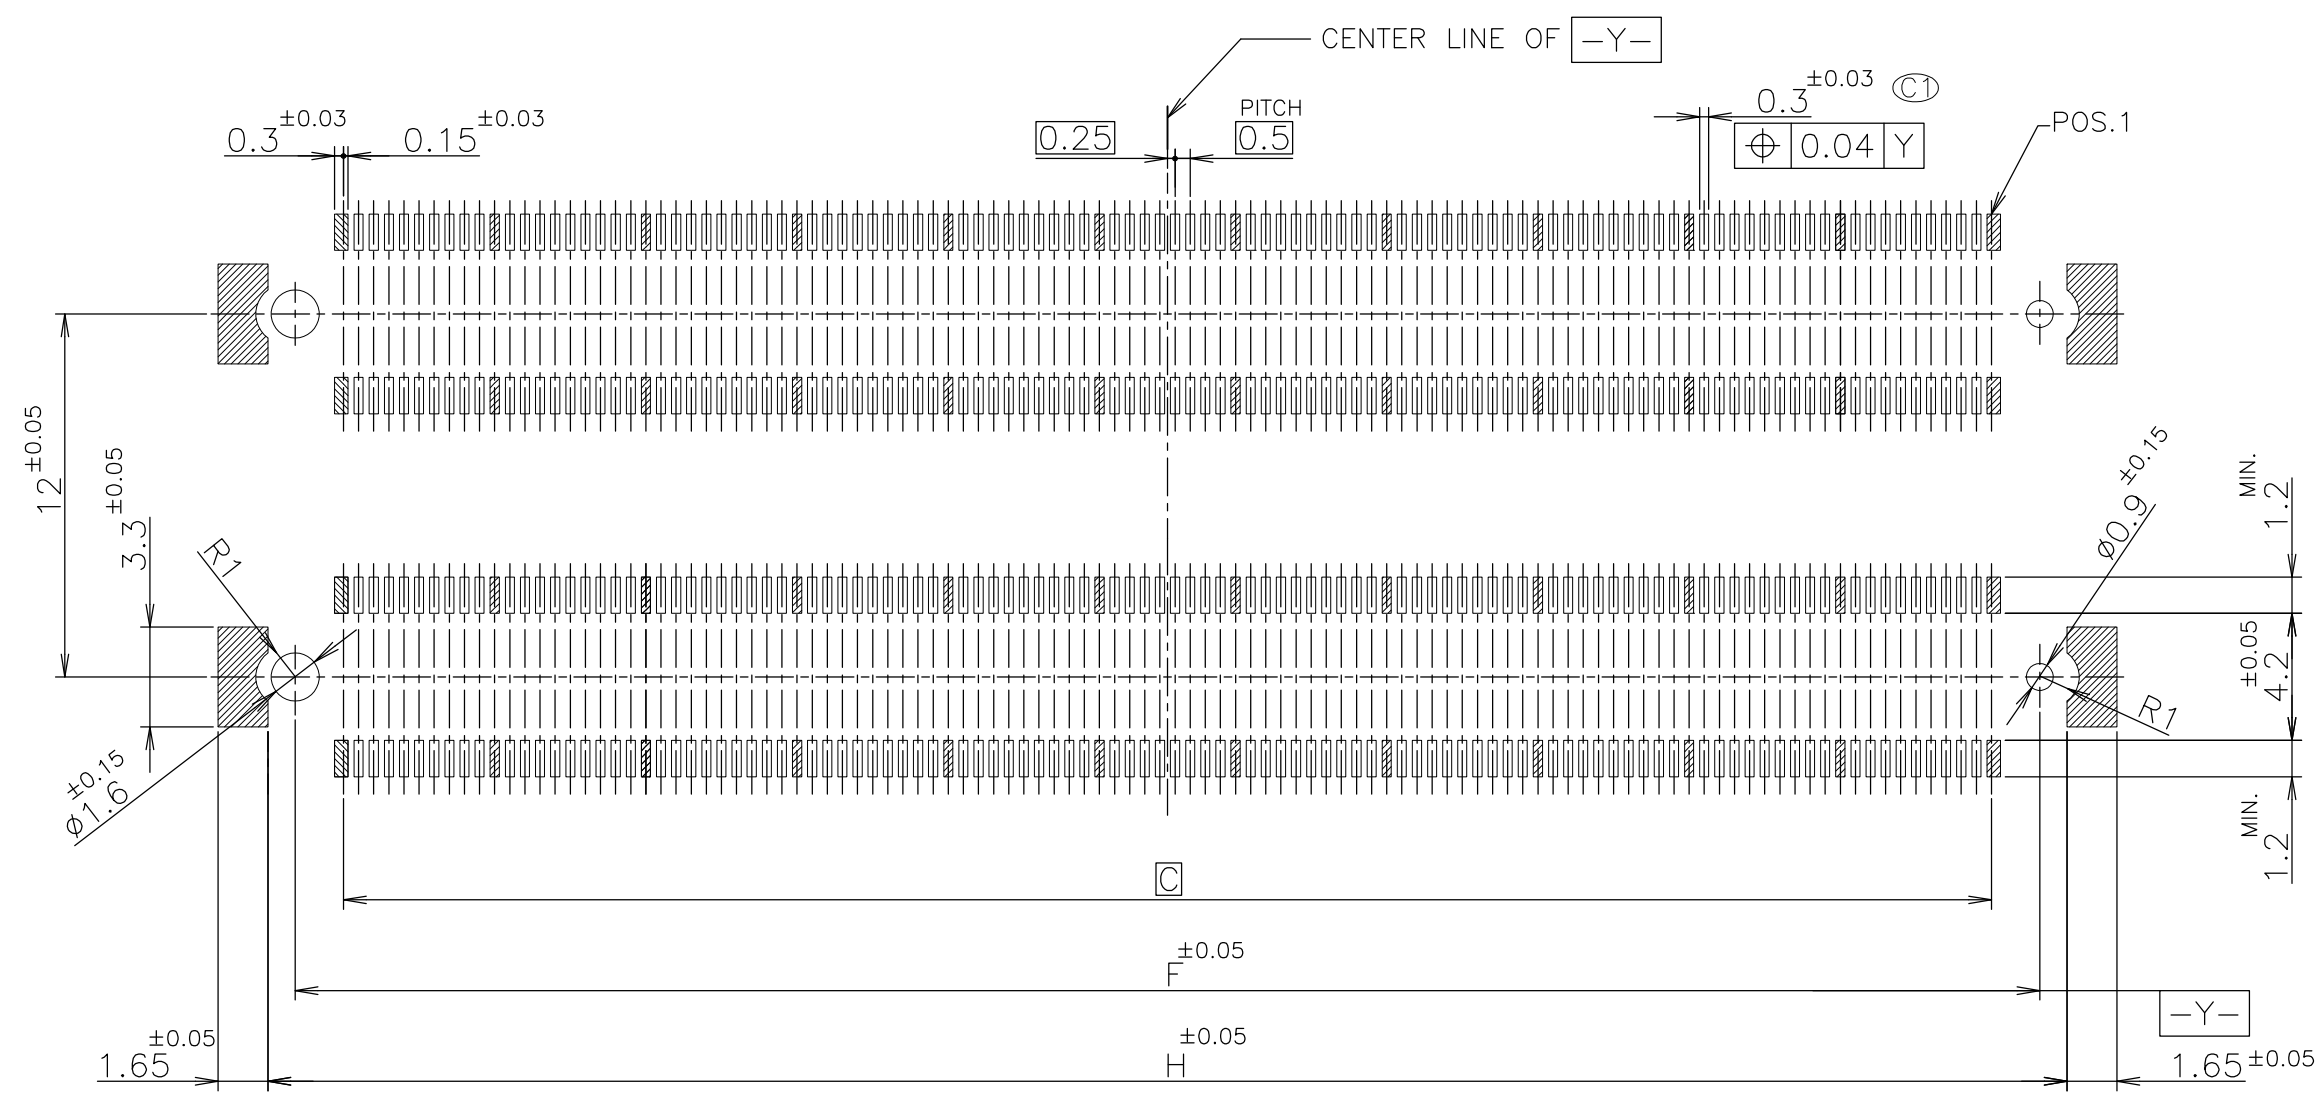 CENTER LINE OF -Y-
±0.03 C1
0.3
PITCH
±0.03
0.3
±0.03
0.15
0.25
0.5
⌖ 0.04 Y
POS.1
12 ±0.05
3.3 ±0.05
R1
⌀1.6 ±0.15
⌀0.9 ±0.15
MIN.
1.2
±0.05
4.2
R1
MIN.
1.2
C
±0.05
F
-Y-
±0.05
1.65
±0.05
H
1.65 ±0.05